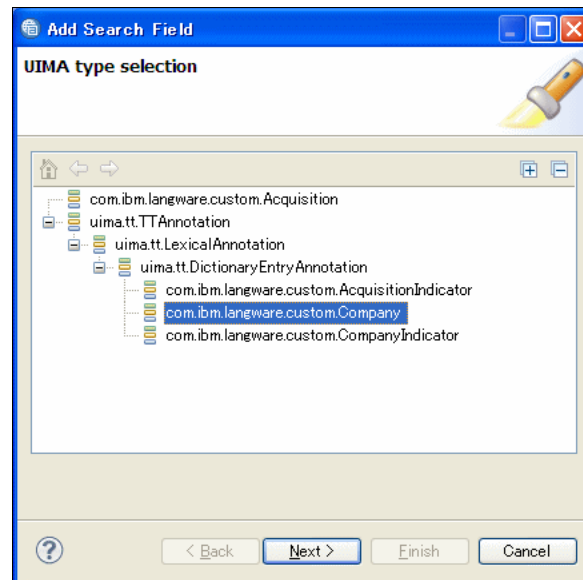 Add Search Field
UIMA type selection
com.ibm.langware.custom.Acquisition
uima.tt.TTAnnotation
uima.tt.LexicalAnnotation
uima.tt.DictionaryEntryAnnotation
com.ibm.langware.custom.AcquisitionIndicator
com.ibm.langware.custom.Company
com.ibm.langware.custom.CompanyIndicator
? < Back Next > Finish Cancel